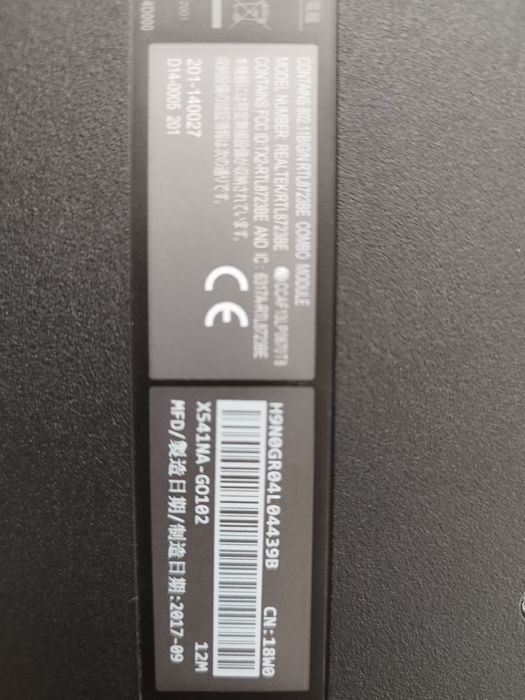 CONTAINS 802.11B/G/N RTL8723BE COMBO MODULE
MODEL NUMBER: REALTEK/RTL8723BE
CONTAINS FCC ID:TX2-RTL8723BE AND IC : 6317A-RTL8723BE
201-140027
D14-0005 201
CE
H9N0GR04L04439B CN:18W0
X541NA-GO102 12M
MFD/製造日期/制造日期:2017-09